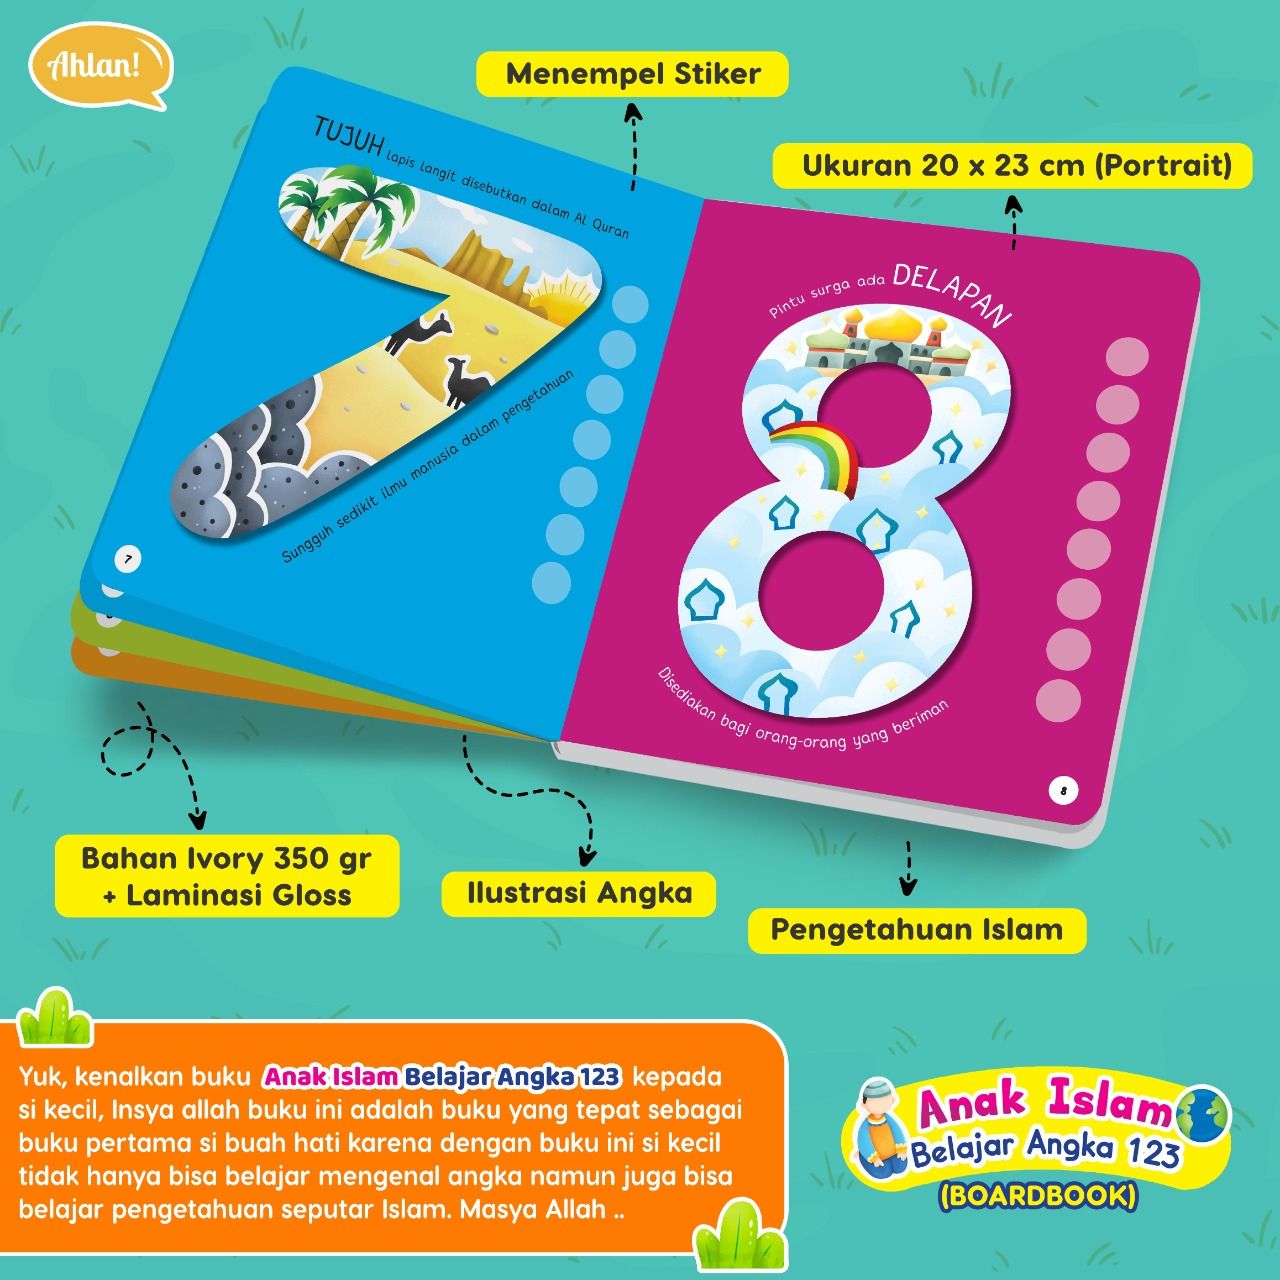 Ahlan!
Menempel Stiker
Ukuran 20 x 23 cm (Portrait)
TUJUH lapis langit disebutkan dalam Al Quran
Sungguh sedikit ilmu manusia dalam pengetahuan
7
Pintu surga ada DELAPAN
Disediakan bagi orang-orang yang beriman
8
Bahan Ivory 350 gr
+ Laminasi Gloss
Ilustrasi Angka
Pengetahuan Islam
Yuk, kenalkan buku Anak Islam Belajar Angka 123 kepada
si kecil, Insya allah buku ini adalah buku yang tepat sebagai
buku pertama si buah hati karena dengan buku ini si kecil
tidak hanya bisa belajar mengenal angka namun juga bisa
belajar pengetahuan seputar Islam. Masya Allah ..
Anak Islam
Belajar Angka 123
(BOARDBOOK)